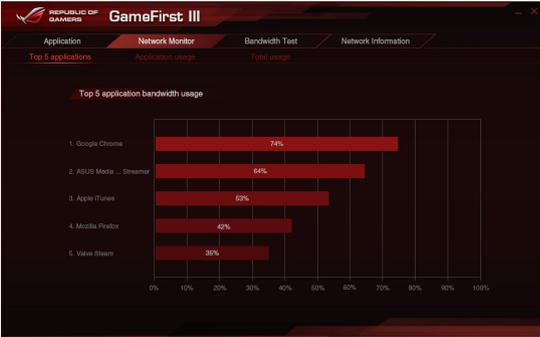 REPUBLIC OF
GAMERS
GameFirst III
Application
Network Monitor
Bandwidth Test
Network Information
Top 5 applications
Application usage
Total usage
Top 5 application bandwidth usage
1. Google Chrome
74%
2. ASUS Media ... Streamer
64%
3. Apple iTunes
53%
4. Mozilla Firefox
42%
5. Valve Steam
35%
0% 10% 20% 30% 40% 50% 60% 70% 80% 90% 100%